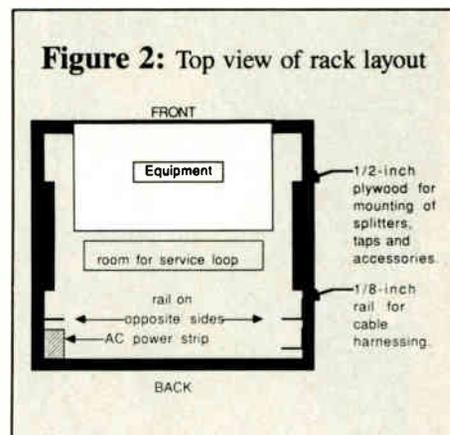 Figure 2: Top view of rack layout
FRONT
Equipment
1/2-inch
plywood for
mounting of
splitters,
taps and
accessories.
room for service loop
1/8-inch
rail for
cable
harnessing.
rail on
opposite sides
AC power strip
BACK